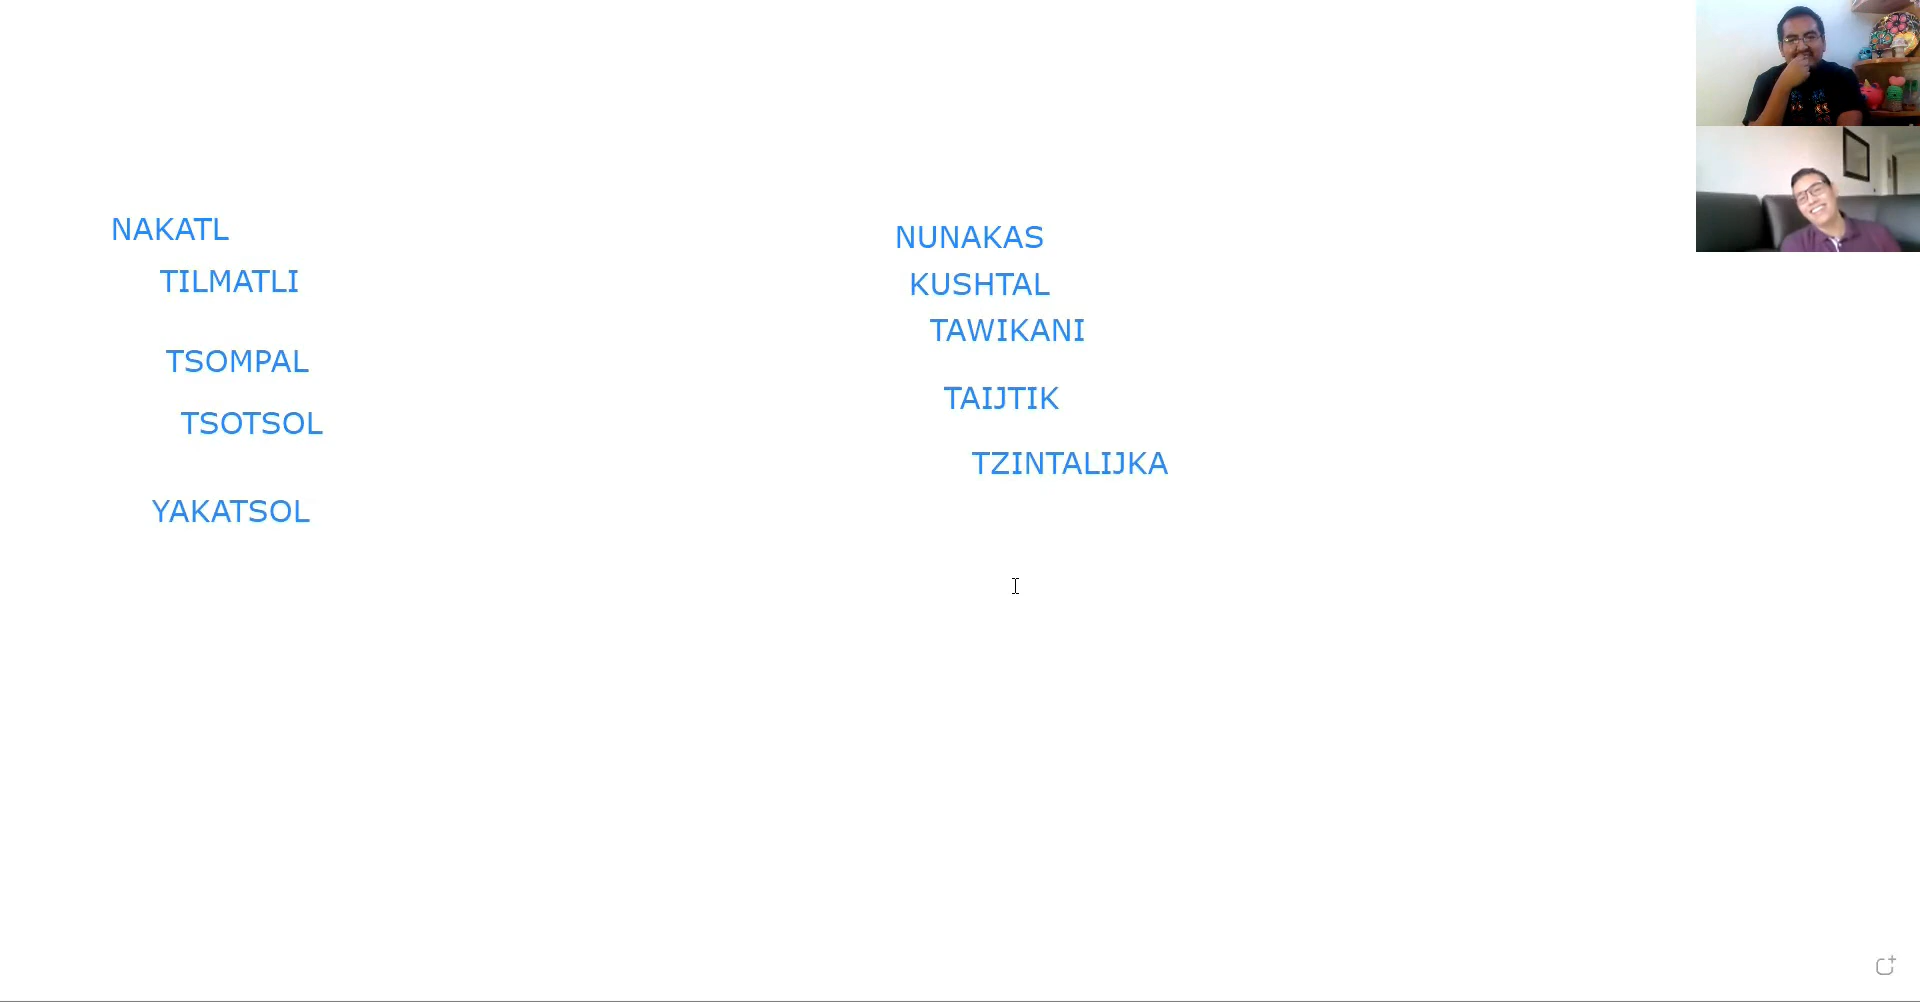 NAKATL
TILMATLI
TSOMPAL
TSOTSOL
YAKATSOL
NUNAKAS
KUSHTAL
TAWIKANI
TAIJTIK
TZINTALIJKA